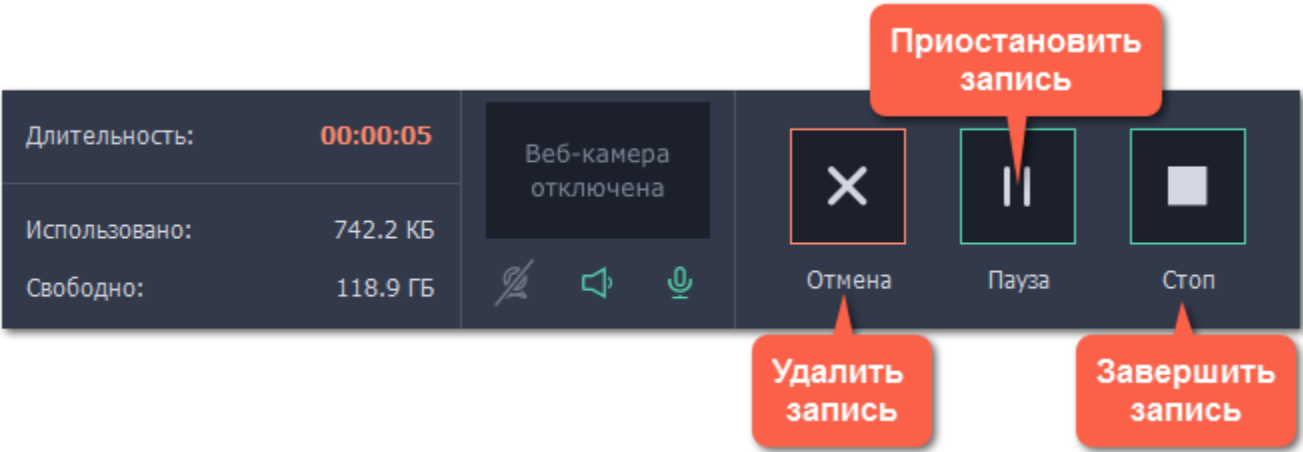 Приостановить
запись
Длительность: 00:00:05
Веб-камера
отключена
Использовано: 742.2 КБ
Свободно: 118.9 ГБ
Отмена
Пауза
Стоп
Удалить
запись
Завершить
запись